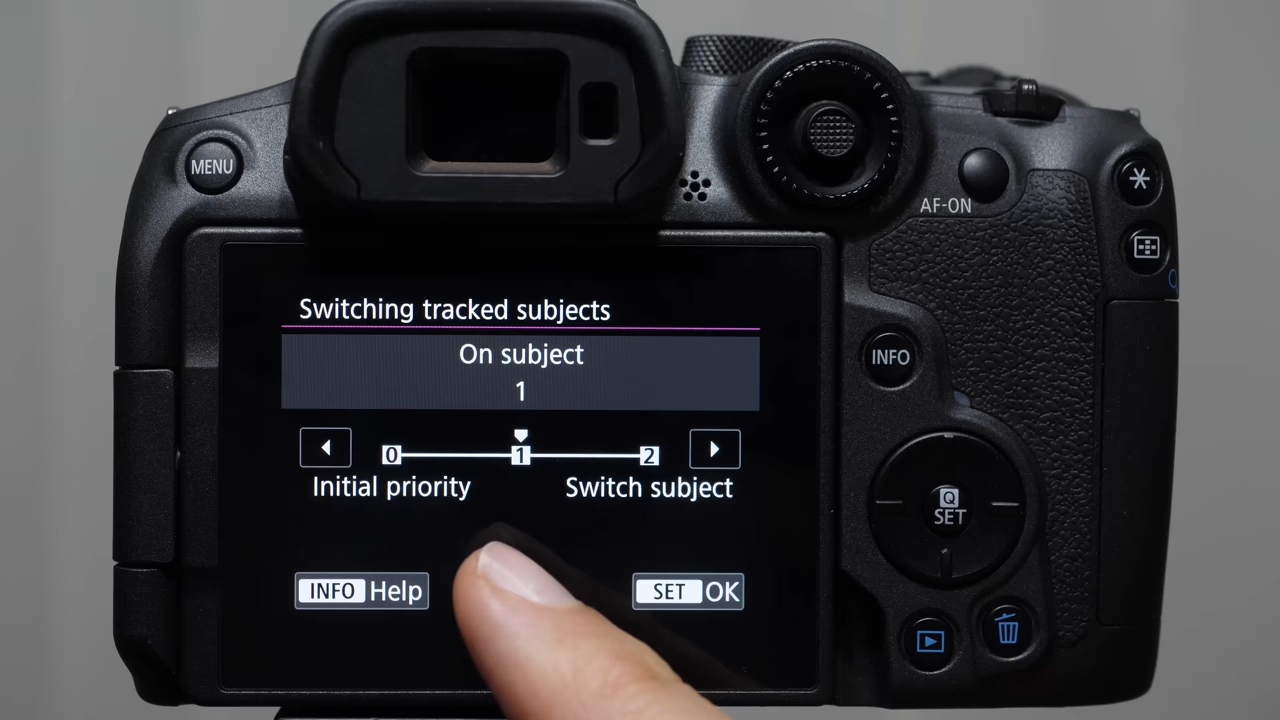 MENU
AF-ON
Switching tracked subjects
On subject
1
0 1 2
Initial priority Switch subject
INFO Help SET OK
INFO
Q
SET